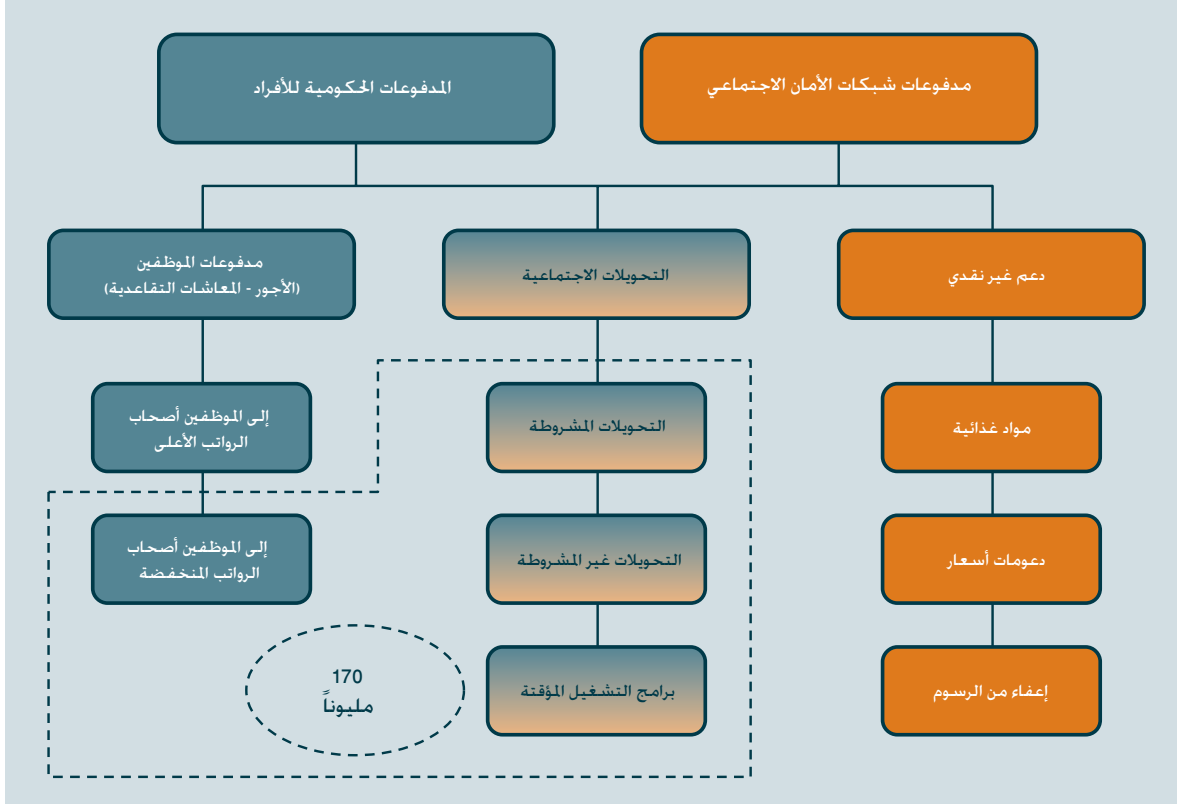 مدفوعات شبكات الأمان الاجتماعي
المدفوعات الحكومية للأفراد
دعم غير نقدي
التحويلات الاجتماعية
مدفوعات الموظفين
(الأجور - المعاشات التقاعدية)
مواد غذائية
التحويلات المشروطة
إلى الموظفين أصحاب
الرواتب الأعلى
دعومات أسعار
التحويلات غير المشروطة
إلى الموظفين أصحاب
الرواتب المنخفضة
إعفاء من الرسوم
برامج التشغيل المؤقتة
170
مليوناً